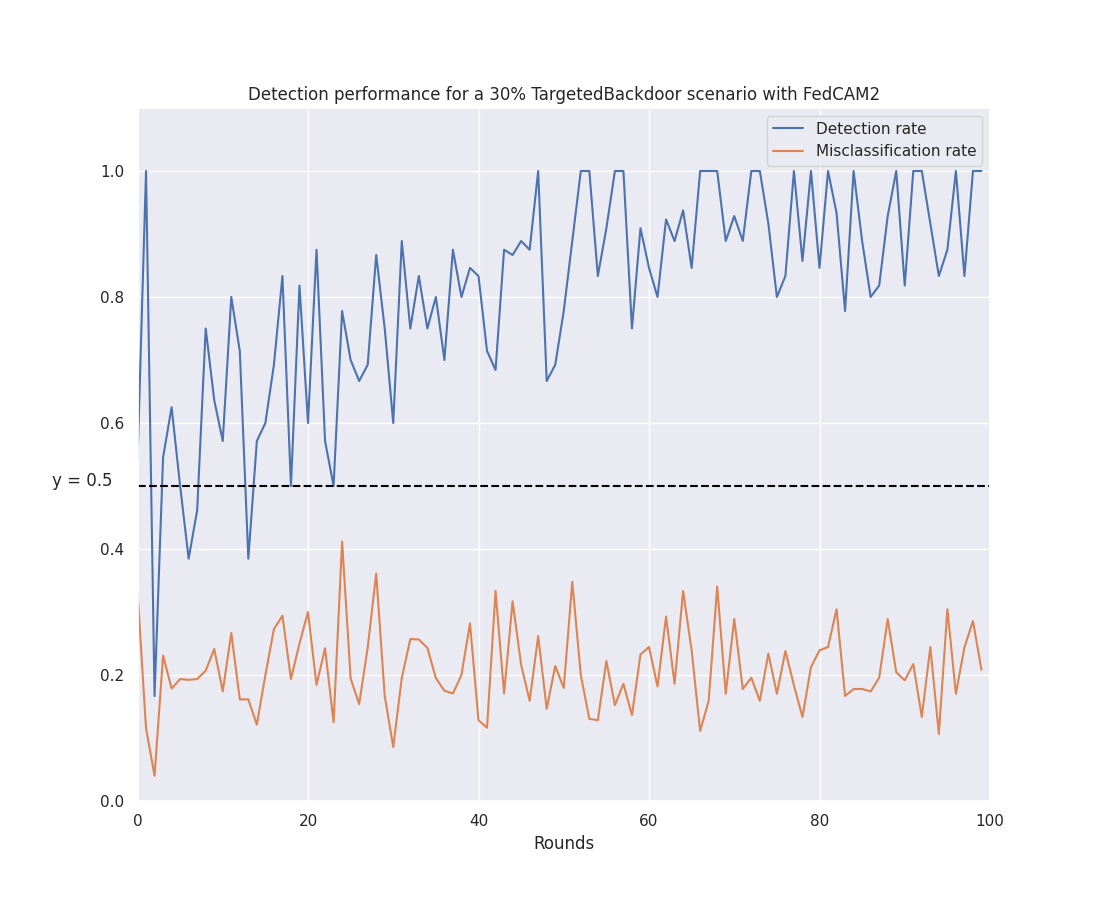 Detection performance for a 30% TargetedBackdoor scenario with FedCAM2
Detection rate
Misclassification rate
1.0
0.8
0.6
y = 0.5
0.4
0.2
0.0
0 20 40 60 80 100
Rounds